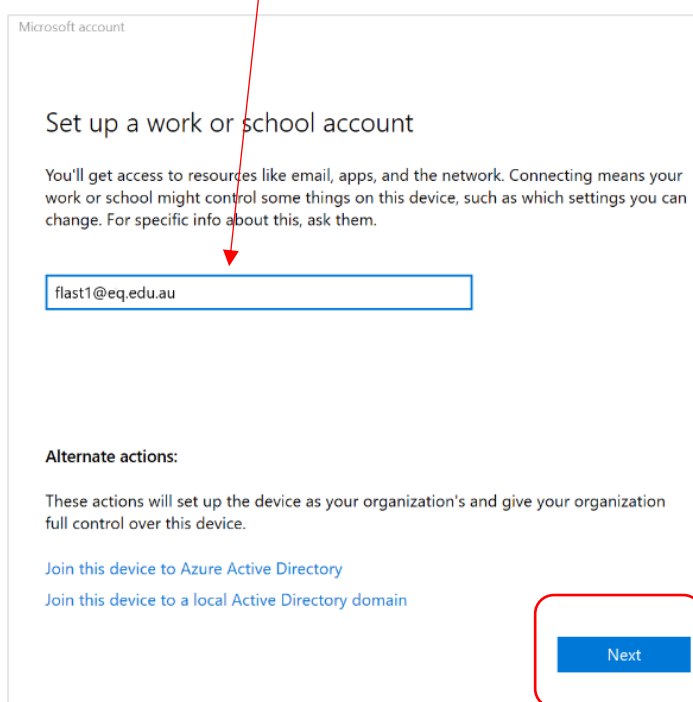 Microsoft account
Set up a work or school account
You'll get access to resources like email, apps, and the network. Connecting means your
work or school might control some things on this device, such as which settings you can
change. For specific info about this, ask them.
flast1@eq.edu.au
Alternate actions:
These actions will set up the device as your organization's and give your organization
full control over this device.
Join this device to Azure Active Directory
Join this device to a local Active Directory domain
Next